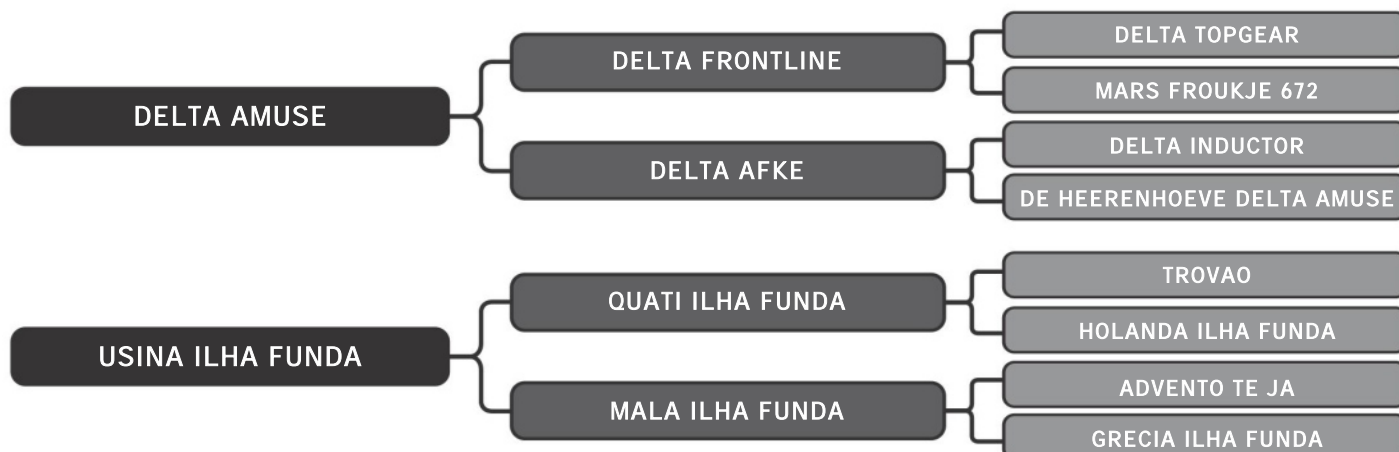 DELTA TOPGEAR
DELTA FRONTLINE
MARS FROUKJE 672
DELTA AMUSE
DELTA INDUCTOR
DELTA AFKE
DE HEERENHOEVE DELTA AMUSE
TROVAO
QUATI ILHA FUNDA
HOLANDA ILHA FUNDA
USINA ILHA FUNDA
ADVENTO TE JA
MALA ILHA FUNDA
GRECIA ILHA FUNDA